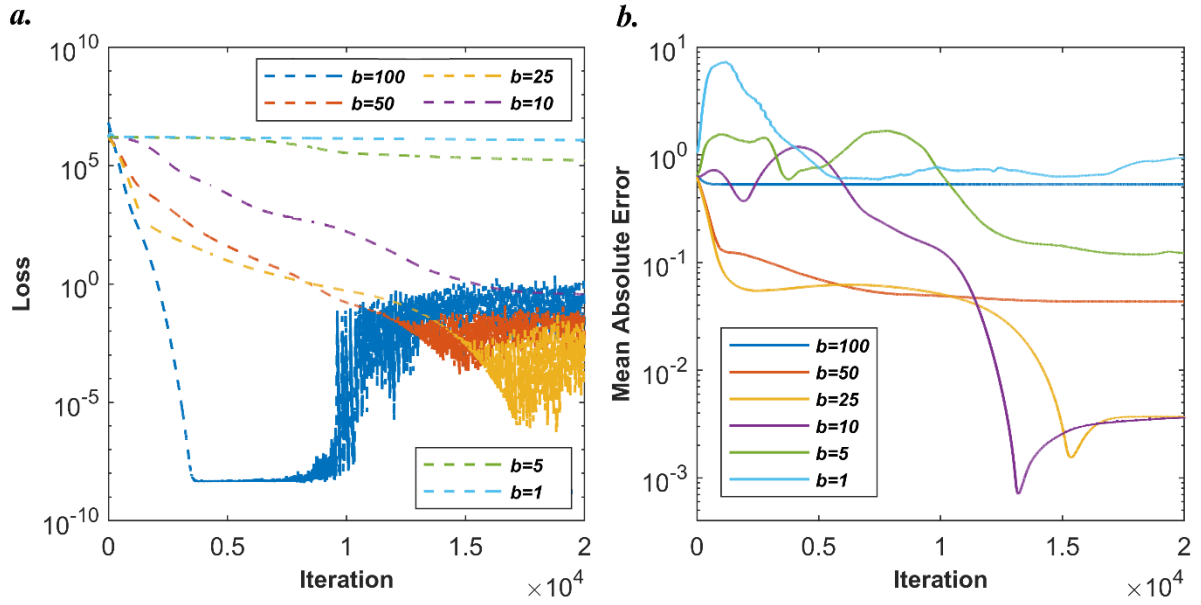 a.
10^10
10^5
10^0
10^-5
10^-10
Loss
b=100
b=25
b=50
b=10
b=5
b=1
0
0.5
1
1.5
2
Iteration
×10^4
b.
10^1
10^0
10^-1
10^-2
10^-3
Mean Absolute Error
b=100
b=50
b=25
b=10
b=5
b=1
0
0.5
1
1.5
2
Iteration
×10^4